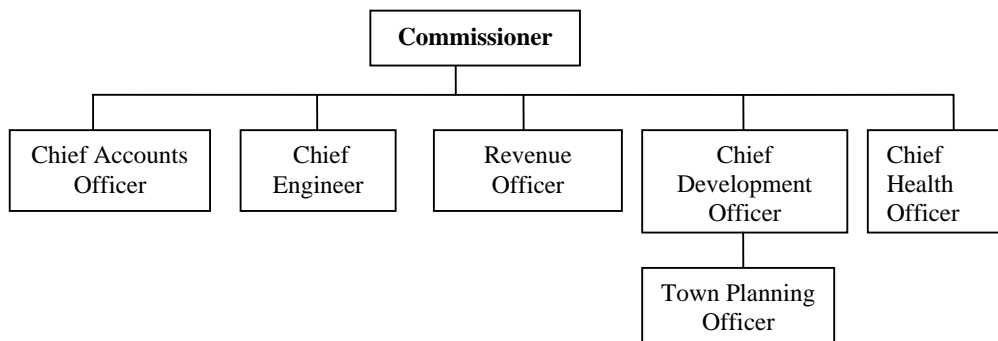 Commissioner
Chief Accounts
Officer
Chief
Engineer
Revenue
Officer
Chief
Development
Officer
Chief
Health
Officer
Town Planning
Officer